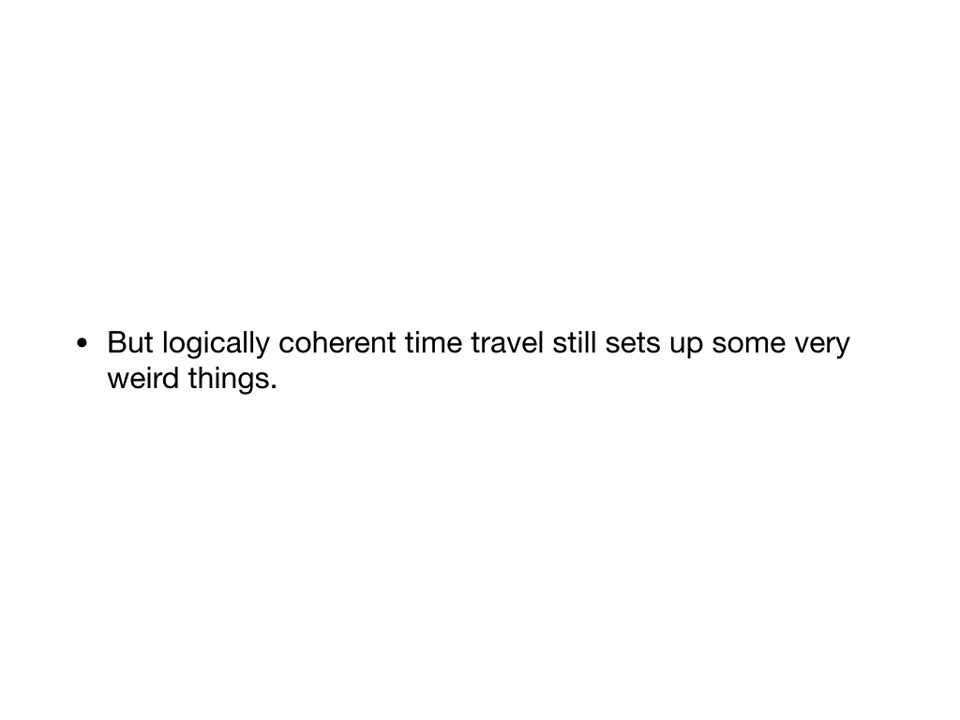 • But logically coherent time travel still sets up some very
weird things.